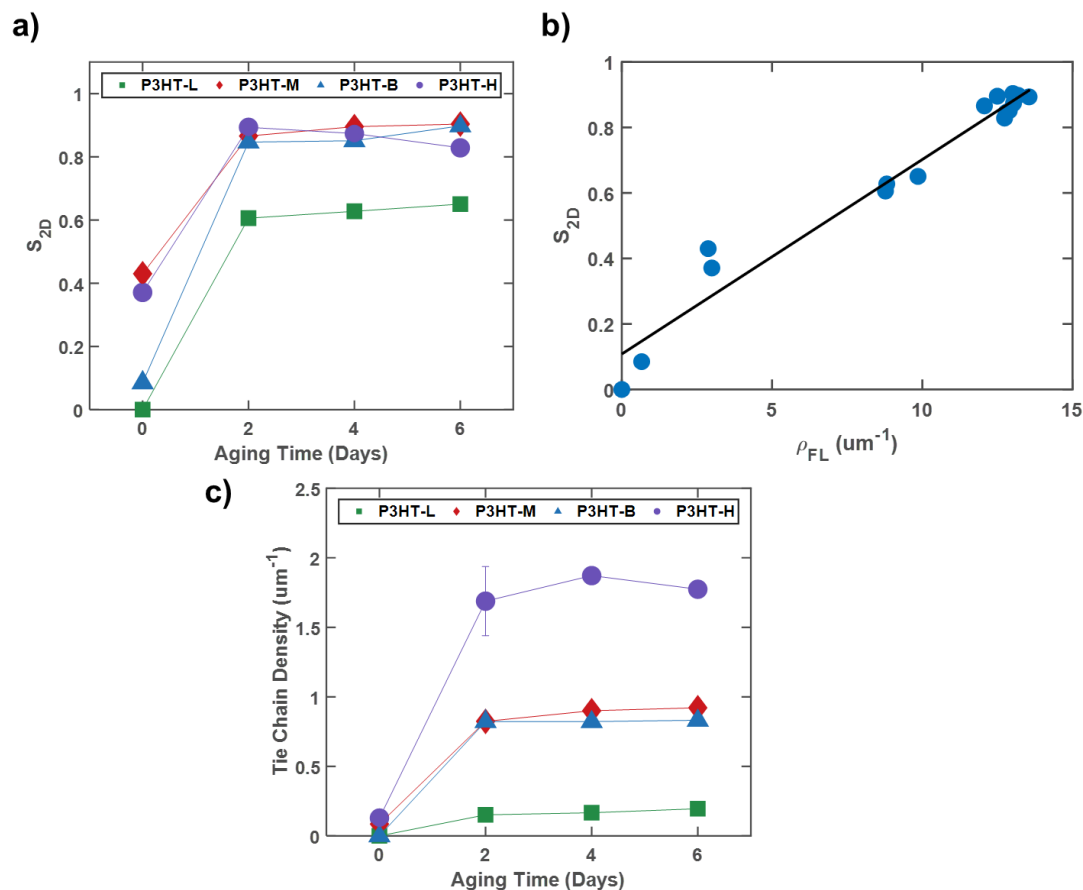 a)
P3HT-L P3HT-M P3HT-B P3HT-H
1
0.8
0.6
0.4
0.2
0
S2D
0 2 4 6
Aging Time (Days)
b)
1
0.8
0.6
0.4
0.2
0
S2D
0 5 10 15
ρFL (um-1)
c)
P3HT-L P3HT-M P3HT-B P3HT-H
2.5
2
1.5
1
0.5
0
Tie Chain Density (um-1)
0 2 4 6
Aging Time (Days)